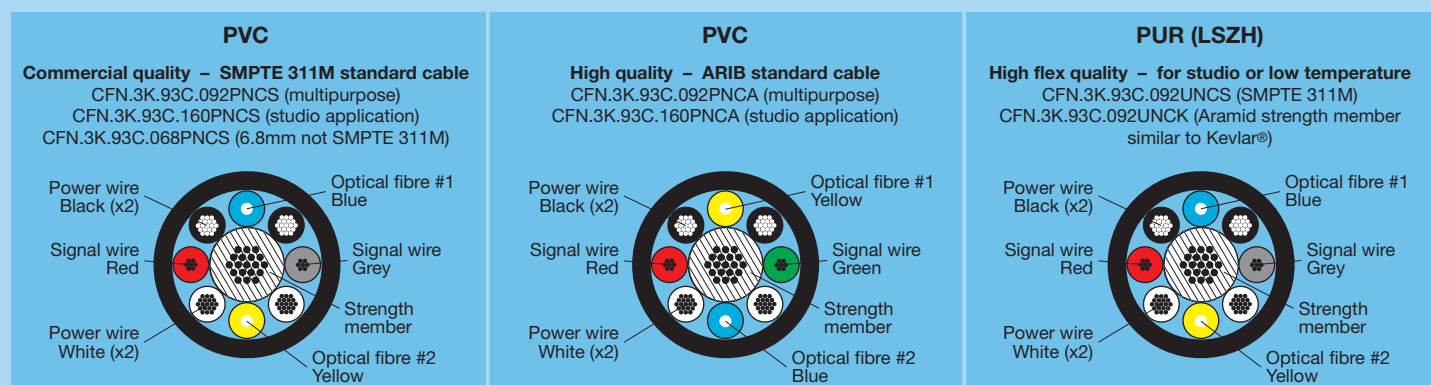 PVC
Commercial quality – SMPTE 311M standard cable
CFN.3K.93C.092PNCS (multipurpose)
CFN.3K.93C.160PNCS (studio application)
CFN.3K.93C.068PNCS (6.8mm not SMPTE 311M)
Power wire
Black (x2)
Optical fibre #1
Blue
Signal wire
Red
Signal wire
Grey
Power wire
White (x2)
Strength
member
Optical fibre #2
Yellow
PVC
High quality – ARIB standard cable
CFN.3K.93C.092PNCA (multipurpose)
CFN.3K.93C.160PNCA (studio application)
Power wire
Black (x2)
Optical fibre #1
Yellow
Signal wire
Red
Signal wire
Green
Power wire
White (x2)
Strength
member
Optical fibre #2
Blue
PUR (LSZH)
High flex quality – for studio or low temperature
CFN.3K.93C.092UNCS (SMPTE 311M)
CFN.3K.93C.092UNCK (Aramid strength member
similar to Kevlar®)
Power wire
Black (x2)
Optical fibre #1
Blue
Signal wire
Red
Signal wire
Grey
Power wire
White (x2)
Strength
member
Optical fibre #2
Yellow